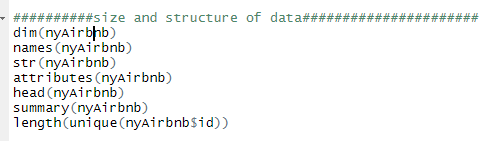 ##########size and structure of data######################
dim(nyAirbnb)
names(nyAirbnb)
str(nyAirbnb)
attributes(nyAirbnb)
head(nyAirbnb)
summary(nyAirbnb)
length(unique(nyAirbnb$id))